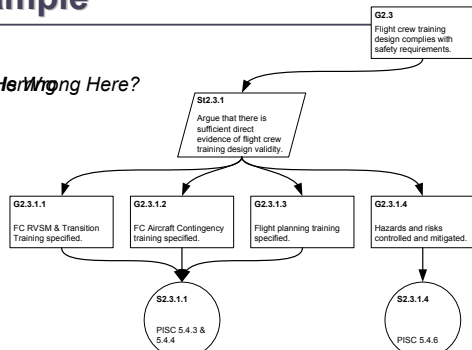 G2.3
Flight crew training
design complies with
safety requirements.
Wrong Here?
St2.3.1
Argue that there is
sufficient direct
evidence of flight crew
training design validity.
G2.3.1.1
FC RVSM & Transition
Training specified.
G2.3.1.2
FC Aircraft Contingency
training specified.
G2.3.1.3
Flight planning training
specified.
G2.3.1.4
Hazards and risks
controlled and mitigated.
S2.3.1.1
PISC 5.4.3 &
5.4.4
S2.3.1.4
PISC 5.4.6